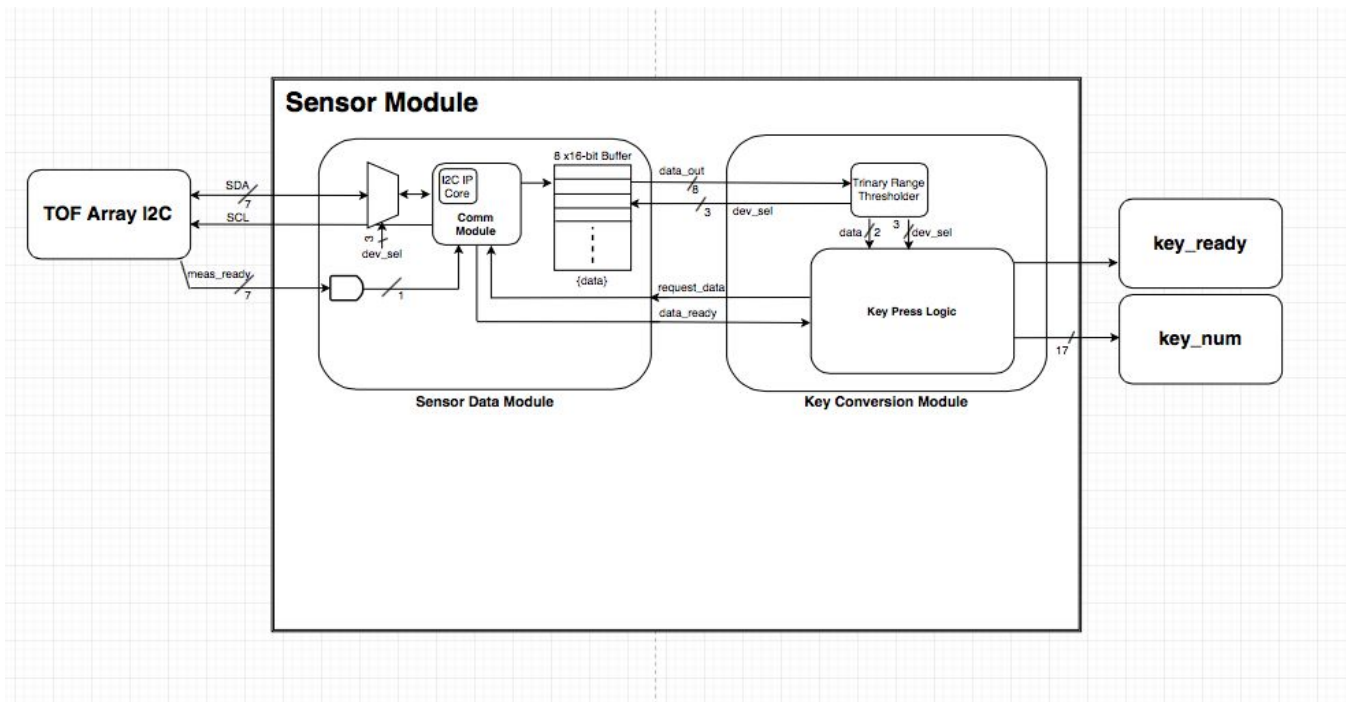 Sensor Module
TOF Array I2C
SDA
7
SCL
meas_ready
7
3
dev_sel
1
I2C IP
Core
Comm
Module
8 x16-bit Buffer
{data}
Sensor Data Module
data_out
8
3
dev_sel
request_data
data_ready
Trinary Range
Thresholder
data
2
3
dev_sel
Key Press Logic
17
Key Conversion Module
key_ready
key_num